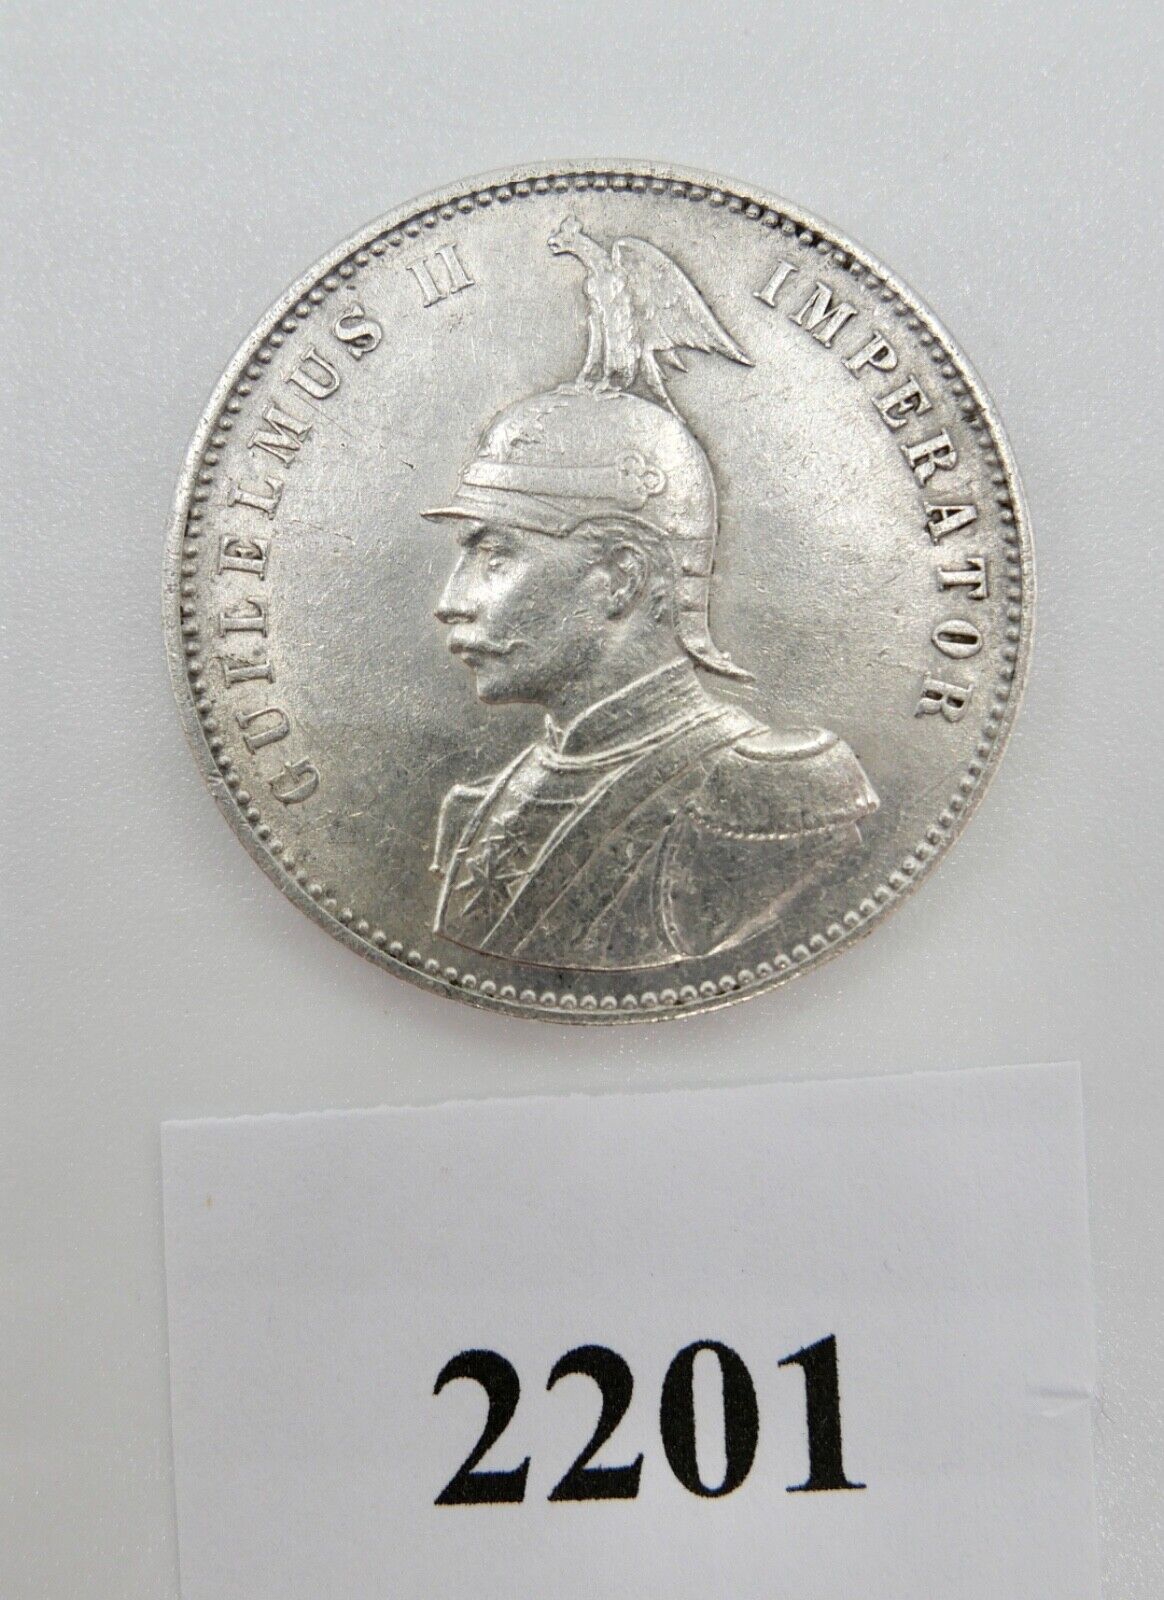 GUILELMUS II IMPERATOR
2201